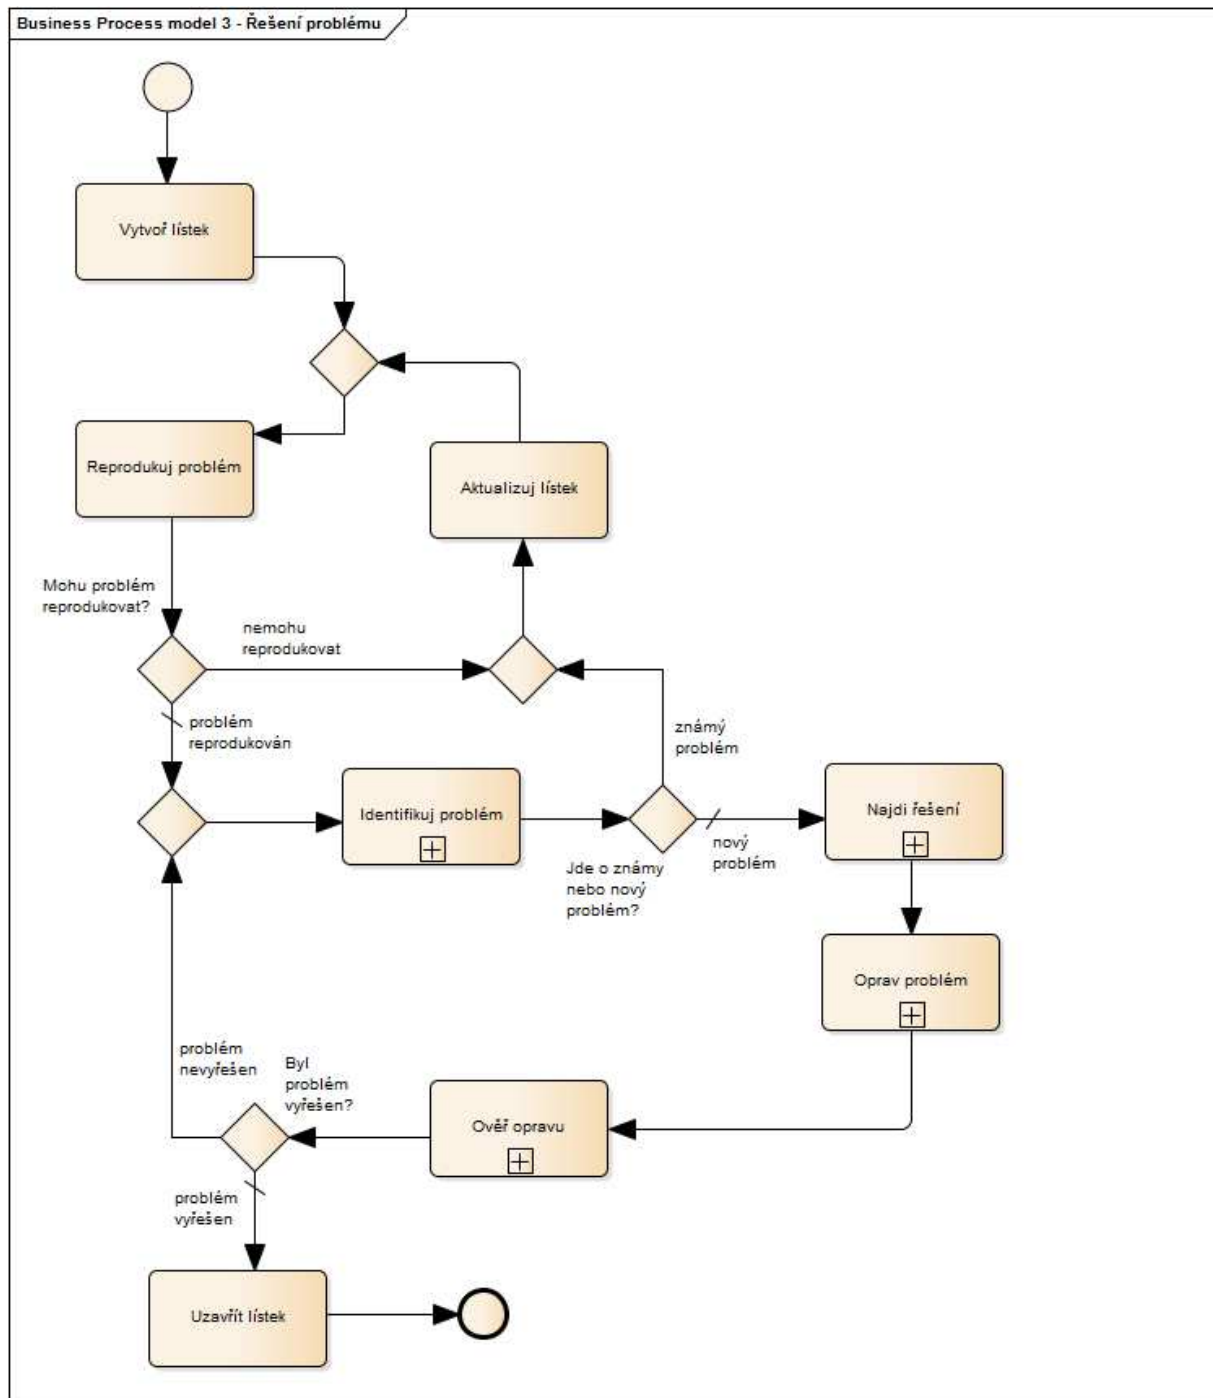 Business Process model 3 - Řešení problému
Vytvoř lístek
Reprodukuj problém
Aktualizuj lístek
Mohu problém
reprodukovat?
nemohu
reprodukovat
problém
reprodukován
známý
problém
Identifikuj problém
Najdi řešení
nový
problém
Jde o známy
nebo nový
problém?
Oprav problém
problém
nevyřešen
Byl
problém
vyřešen?
Ověř opravu
problém
vyřešen
Uzavřít lístek